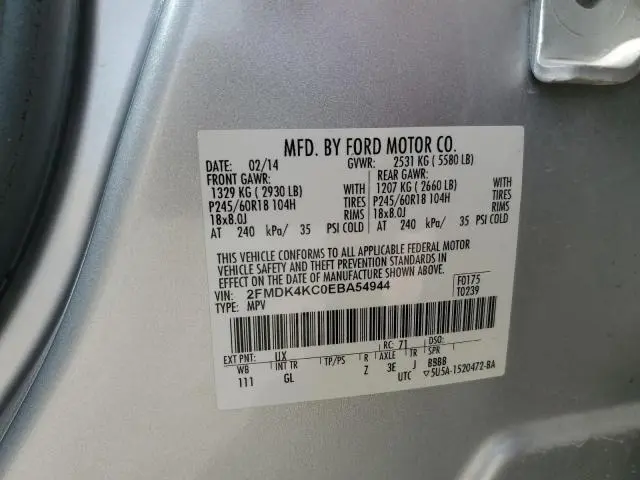 MFD. BY FORD MOTOR CO.
DATE: 02/14 GVWR: 2531 KG ( 5580 LB)
FRONT GAWR: REAR GAWR:
1329 KG ( 2930 LB) WITH 1207 KG ( 2660 LB) WITH
P245/60R18 104H TIRES P245/60R18 104H TIRES
18x8.0J RIMS 18x8.0J RIMS
AT 240 kPa/ 35 PSI COLD AT 240 kPa/ 35 PSI COLD
THIS VEHICLE CONFORMS TO ALL APPLICABLE FEDERAL MOTOR
VEHICLE SAFETY AND THEFT PREVENTION STANDARDS IN
EFFECT ON THE DATE OF MANUFACTURE SHOWN ABOVE.
VIN: 2FMDK4KC0EBA54944 F0175
TYPE: MPV T0239
EXT PNT: UX RC: 71 DSO:
WB INT TR TP/PS R AXLE TR SPR
111 GL Z 3E J BBBB
UTC ▽5U5A-1520472-BA